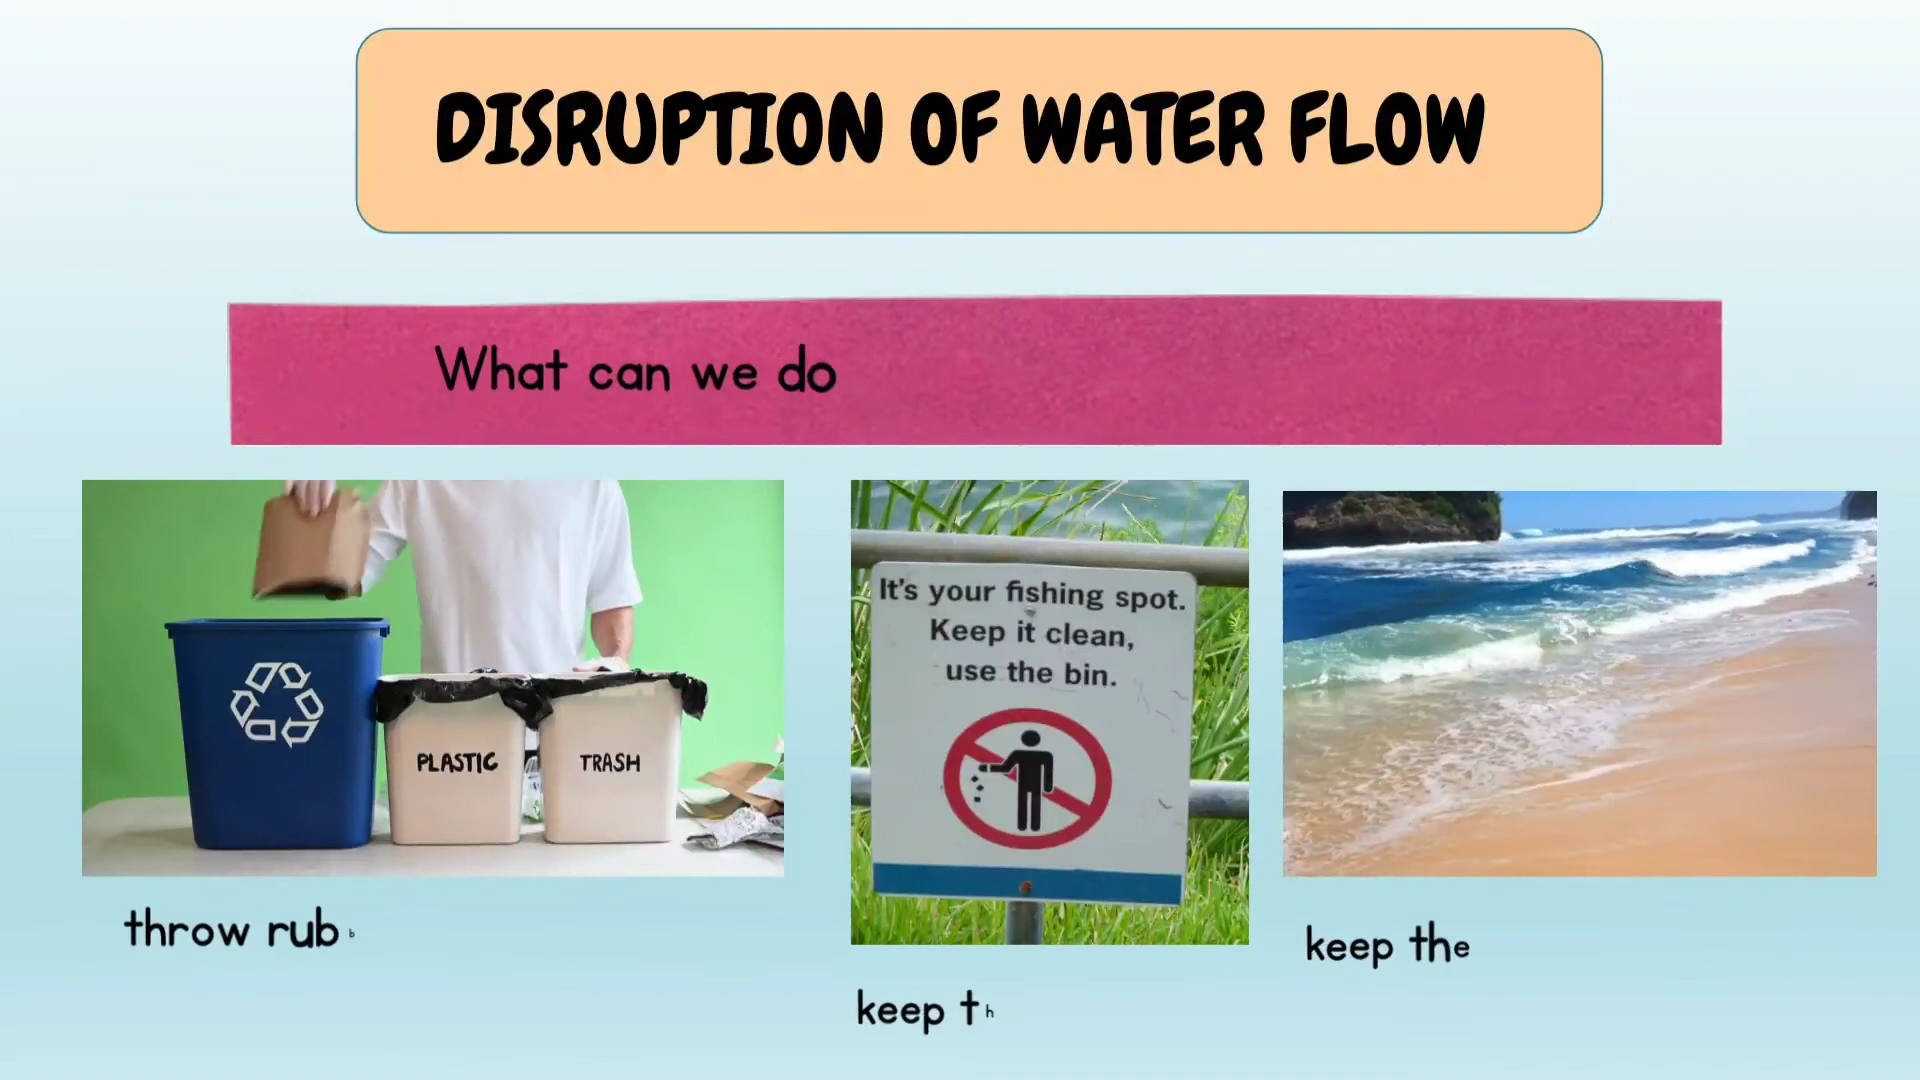 DISRUPTION OF WATER FLOW
What can we do
PLASTIC
TRASH
It's your fishing spot.
Keep it clean,
use the bin.
throw rubb
keep th
keep the